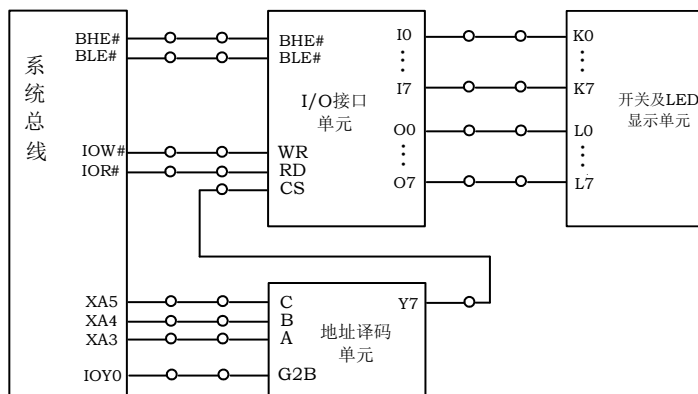 系统总线
BHE#
BLE#
IOW#
IOR#
XA5
XA4
XA3
IOY0
BHE#
BLE#
I/O接口
单元
WR
RD
CS
I0
I7
O0
O7
K0
K7
开关及LED
显示单元
L0
L7
C
B
A
G2B
地址译码
单元
Y7